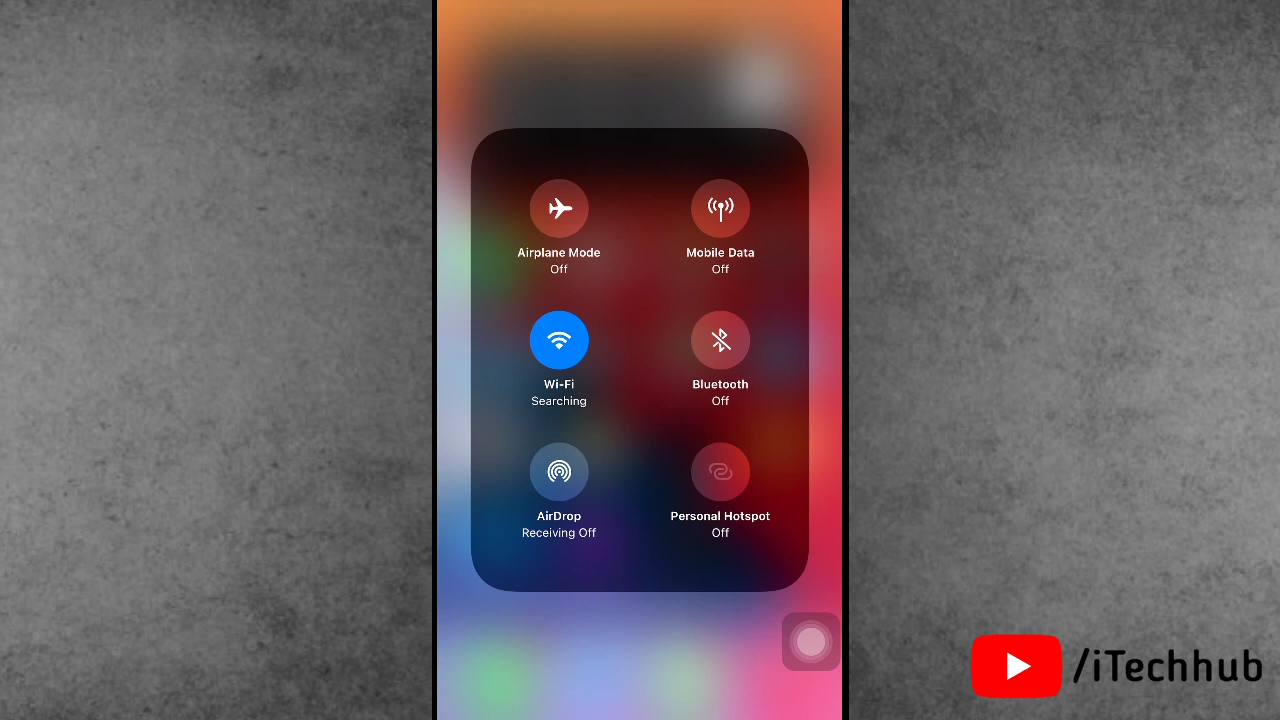 Airplane Mode
Off
Mobile Data
Off
Wi-Fi
Searching
Bluetooth
Off
AirDrop
Receiving Off
Personal Hotspot
Off
/iTechhub